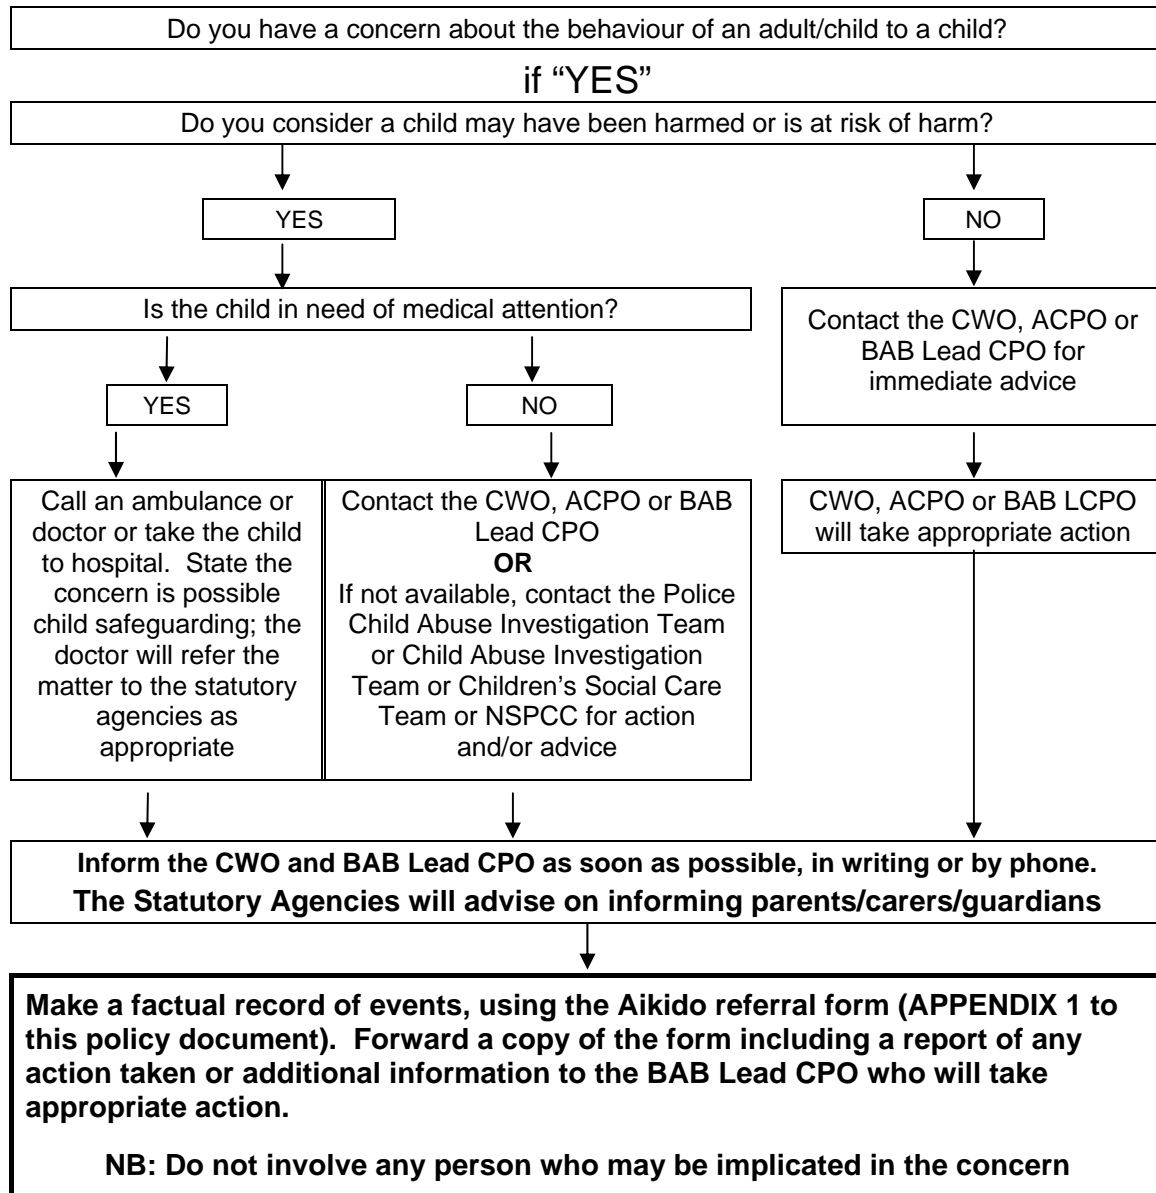 Do you have a concern about the behaviour of an adult/child to a child?
if “YES”
Do you consider a child may have been harmed or is at risk of harm?
YES
NO
Is the child in need of medical attention?
Contact the CWO, ACPO or
BAB Lead CPO for
immediate advice
YES
NO
Call an ambulance or
doctor or take the child
to hospital.  State the
concern is possible
child safeguarding; the
doctor will refer the
matter to the statutory
agencies as
appropriate
Contact the CWO, ACPO or BAB
Lead CPO
OR
If not available, contact the Police
Child Abuse Investigation Team
or Child Abuse Investigation
Team or Children’s Social Care
Team or NSPCC for action
and/or advice
CWO, ACPO or BAB LCPO
will take appropriate action
Inform the CWO and BAB Lead CPO as soon as possible, in writing or by phone.
The Statutory Agencies will advise on informing parents/carers/guardians
Make a factual record of events, using the Aikido referral form (APPENDIX 1 to
this policy document).  Forward a copy of the form including a report of any
action taken or additional information to the BAB Lead CPO who will take
appropriate action.
NB: Do not involve any person who may be implicated in the concern